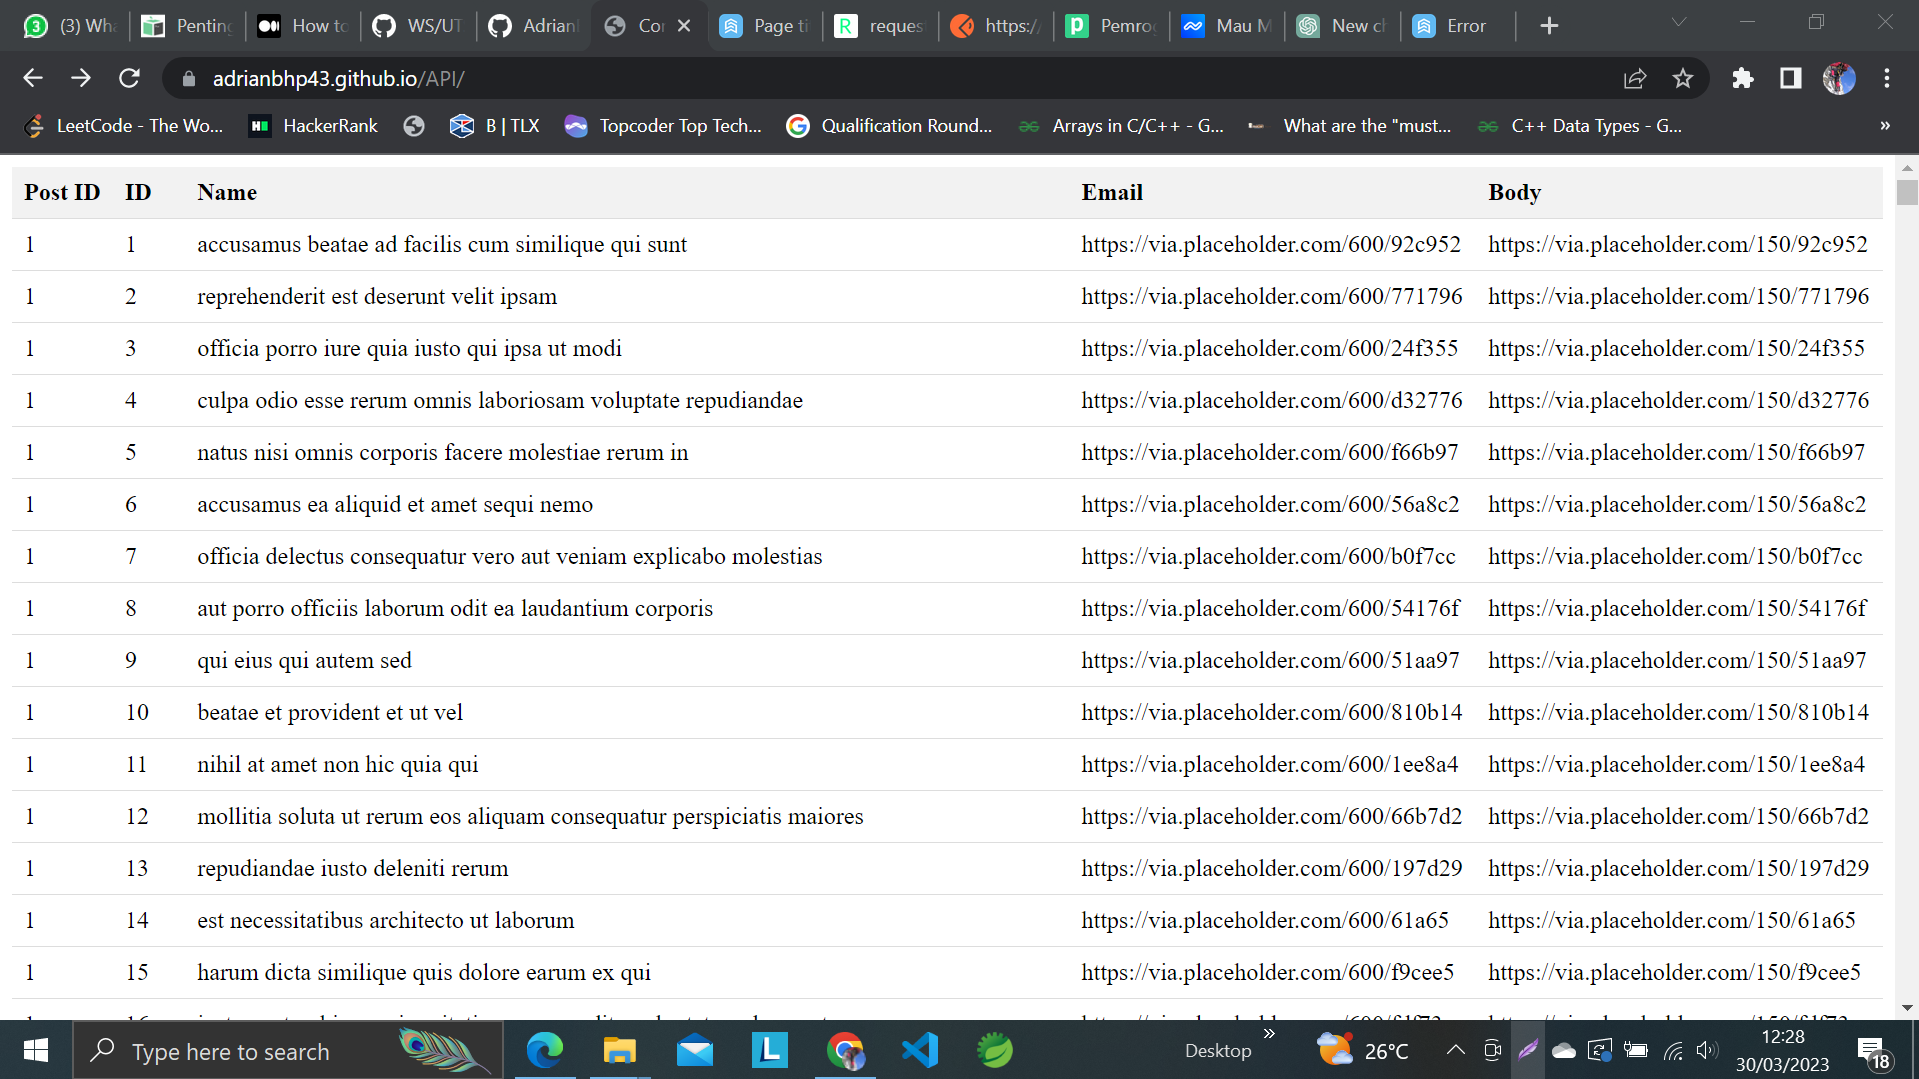 (3) Wha Penting How to WS/UT Adrian Cor Page ti reques https:// Pemrog Mau M New ch Error
adrianbhp43.github.io/API/
LeetCode - The Wo... HackerRank B | TLX Topcoder Top Tech... Qualification Round... Arrays in C/C++ - G... What are the "must... C++ Data Types - G... »
Post ID ID Name Email Body
1 1 accusamus beatae ad facilis cum similique qui sunt https://via.placeholder.com/600/92c952 https://via.placeholder.com/150/92c952
1 2 reprehenderit est deserunt velit ipsam https://via.placeholder.com/600/771796 https://via.placeholder.com/150/771796
1 3 officia porro iure quia iusto qui ipsa ut modi https://via.placeholder.com/600/24f355 https://via.placeholder.com/150/24f355
1 4 culpa odio esse rerum omnis laboriosam voluptate repudiandae https://via.placeholder.com/600/d32776 https://via.placeholder.com/150/d32776
1 5 natus nisi omnis corporis facere molestiae rerum in https://via.placeholder.com/600/f66b97 https://via.placeholder.com/150/f66b97
1 6 accusamus ea aliquid et amet sequi nemo https://via.placeholder.com/600/56a8c2 https://via.placeholder.com/150/56a8c2
1 7 officia delectus consequatur vero aut veniam explicabo molestias https://via.placeholder.com/600/b0f7cc https://via.placeholder.com/150/b0f7cc
1 8 aut porro officiis laborum odit ea laudantium corporis https://via.placeholder.com/600/54176f https://via.placeholder.com/150/54176f
1 9 qui eius qui autem sed https://via.placeholder.com/600/51aa97 https://via.placeholder.com/150/51aa97
1 10 beatae et provident et ut vel https://via.placeholder.com/600/810b14 https://via.placeholder.com/150/810b14
1 11 nihil at amet non hic quia qui https://via.placeholder.com/600/1ee8a4 https://via.placeholder.com/150/1ee8a4
1 12 mollitia soluta ut rerum eos aliquam consequatur perspiciatis maiores https://via.placeholder.com/600/66b7d2 https://via.placeholder.com/150/66b7d2
1 13 repudiandae iusto deleniti rerum https://via.placeholder.com/600/197d29 https://via.placeholder.com/150/197d29
1 14 est necessitatibus architecto ut laborum https://via.placeholder.com/600/61a65 https://via.placeholder.com/150/61a65
1 15 harum dicta similique quis dolore earum ex qui https://via.placeholder.com/600/f9cee5 https://via.placeholder.com/150/f9cee5
Type here to search Desktop » 26°C 12:28
30/03/2023 18